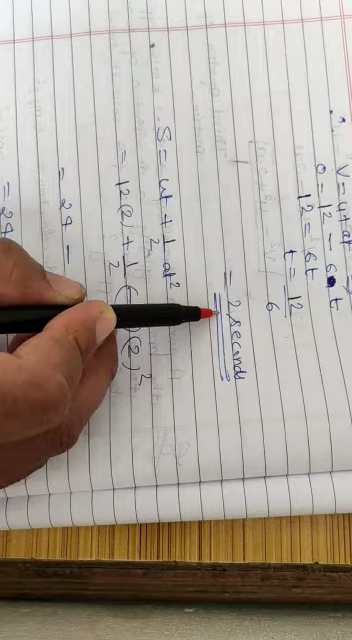 V = u + at
0 = 12 - 6 t
12 = 6t
t = 12/6
= 2 seconds
S = ut + 1/2 at²
= 12(2) + 1/2 (2)²
= 24 -
= 24